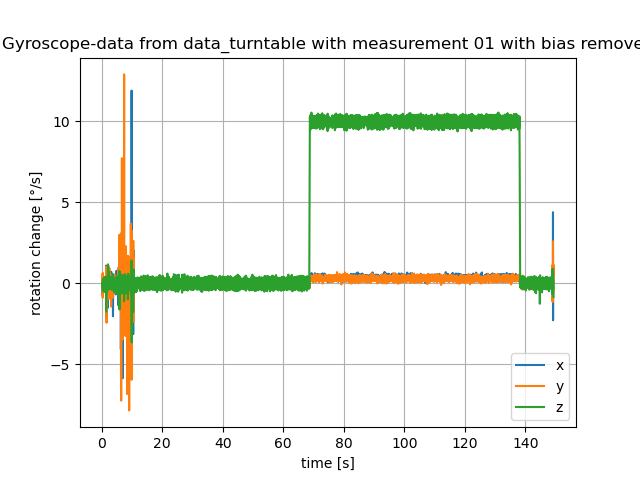 Gyroscope-data from data_turntable with measurement 01 with bias remove
rotation change [°/s]
10
5
0
−5
0 20 40 60 80 100 120 140
time [s]
x
y
z